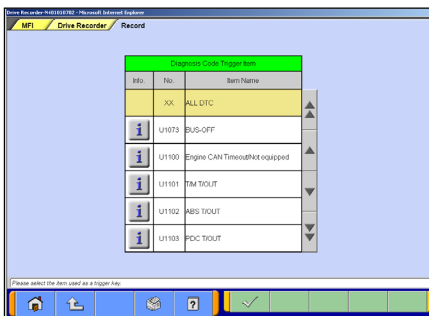 Drive Recorder-N401010702 - Microsoft Internet Explorer
MFI Drive Recorder Record
Diagnosis Code Trigger Item
Info. No. Item Name
XX ALL DTC
i U1073 BUS-OFF
i U1100 Engine CAN Timeout/Not equipped
i U1101 T/M T/OUT
i U1102 ABS T/OUT
i U1103 PDC T/OUT
Please select the item used as a trigger key.
?